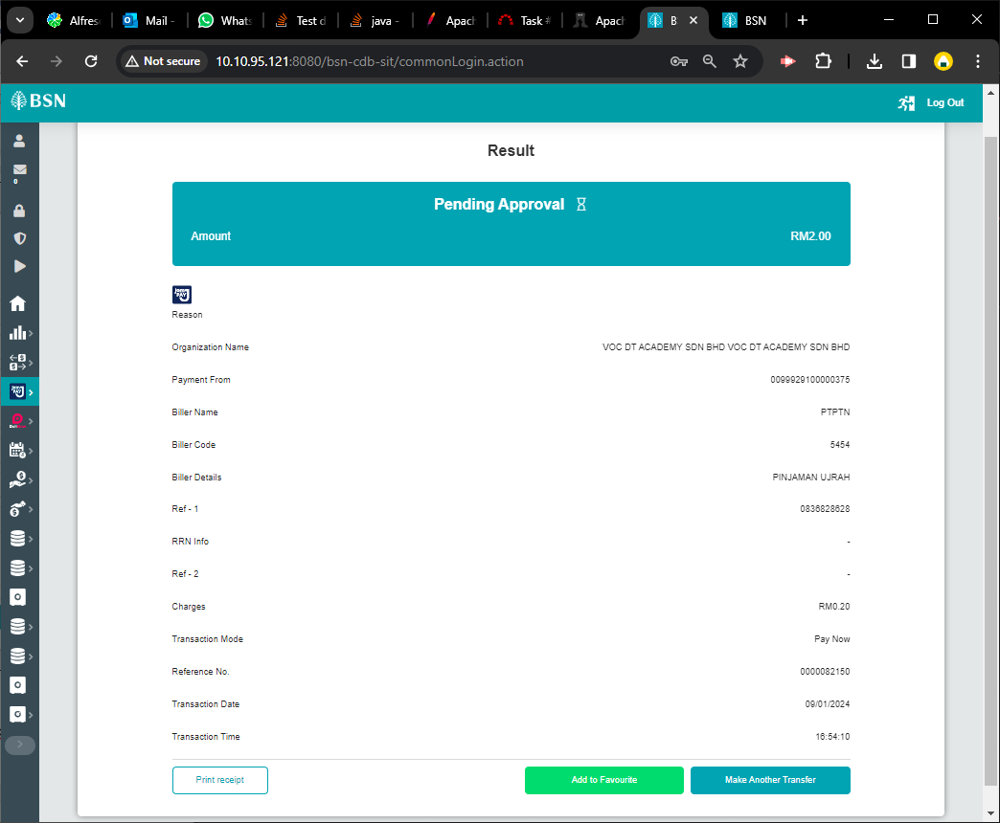 Alfres
Mail -
Whats
Test d
java -
Apach
Task #
Apach
B
BSN
Not secure 10.10.95.121:8080/bsn-cdb-sit/commonLogin.action
BSN
Log Out
0
Result
Pending Approval
Amount RM2.00
Reason
Organization Name VOC DT ACADEMY SDN BHD VOC DT ACADEMY SDN BHD
Payment From 0099929100000375
Biller Name PTPTN
Biller Code 5454
Biller Details PINJAMAN UJRAH
Ref - 1 0836828628
RRN Info -
Ref - 2 -
Charges RM0.20
Transaction Mode Pay Now
Reference No. 0000082150
Transaction Date 09/01/2024
Transaction Time 16:54:10
Print receipt Add to Favourite Make Another Transfer